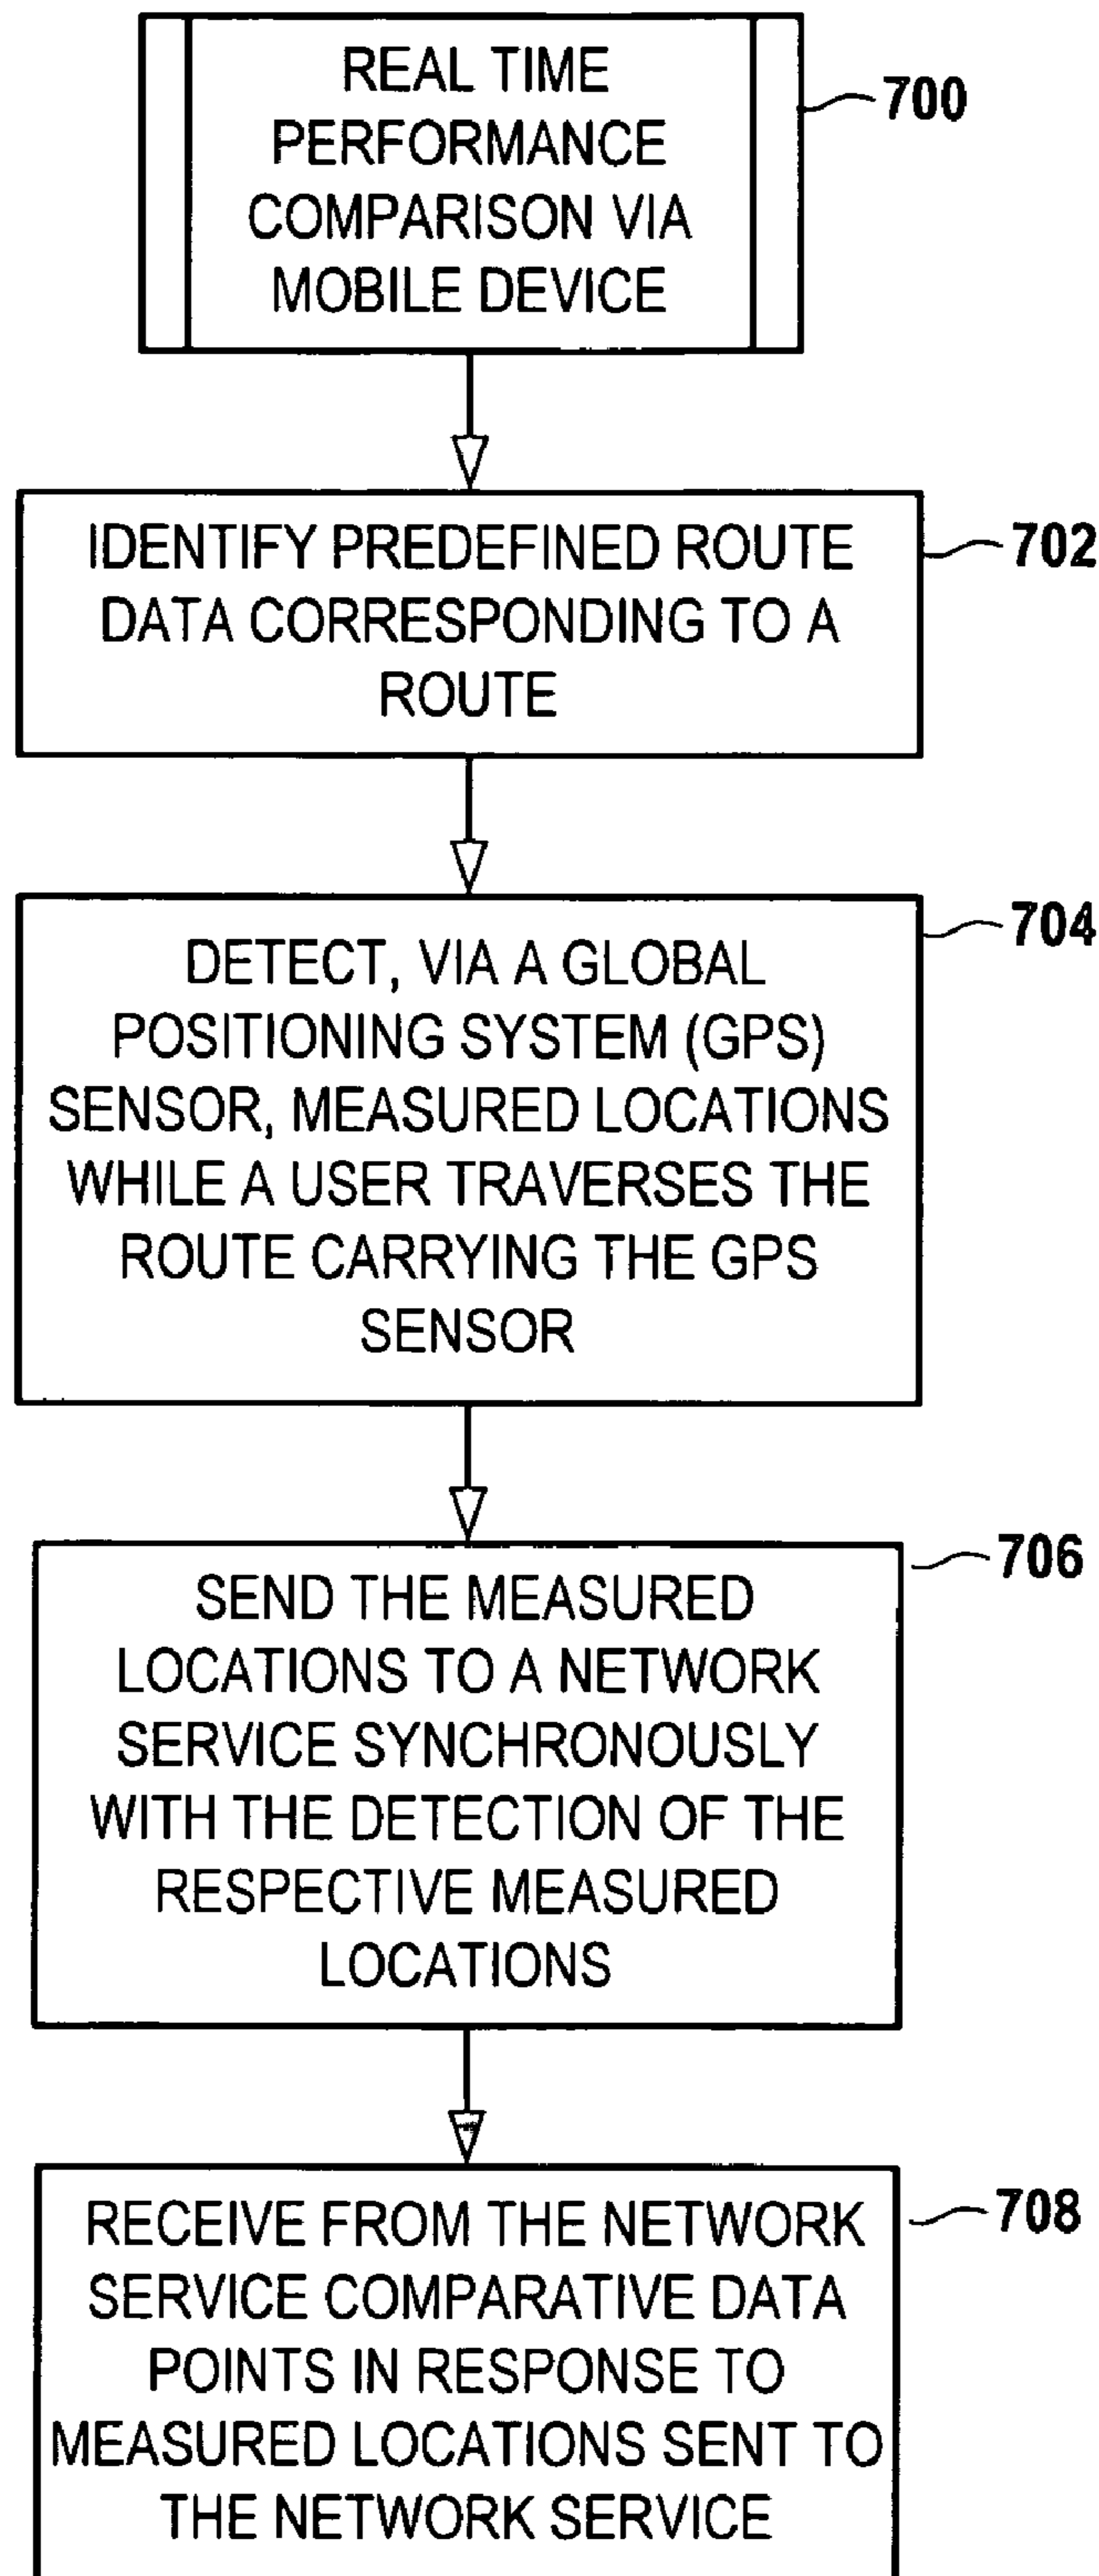 REAL TIME
PERFORMANCE
COMPARISON VIA
MOBILE DEVICE
700
IDENTIFY PREDEFINED ROUTE
DATA CORRESPONDING TO A
ROUTE
702
DETECT, VIA A GLOBAL
POSITIONING SYSTEM (GPS)
SENSOR, MEASURED LOCATIONS
WHILE A USER TRAVERSES THE
ROUTE CARRYING THE GPS
SENSOR
704
SEND THE MEASURED
LOCATIONS TO A NETWORK
SERVICE SYNCHRONOUSLY
WITH THE DETECTION OF THE
RESPECTIVE MEASURED
LOCATIONS
706
RECEIVE FROM THE NETWORK
SERVICE COMPARATIVE DATA
POINTS IN RESPONSE TO
MEASURED LOCATIONS SENT TO
THE NETWORK SERVICE
708